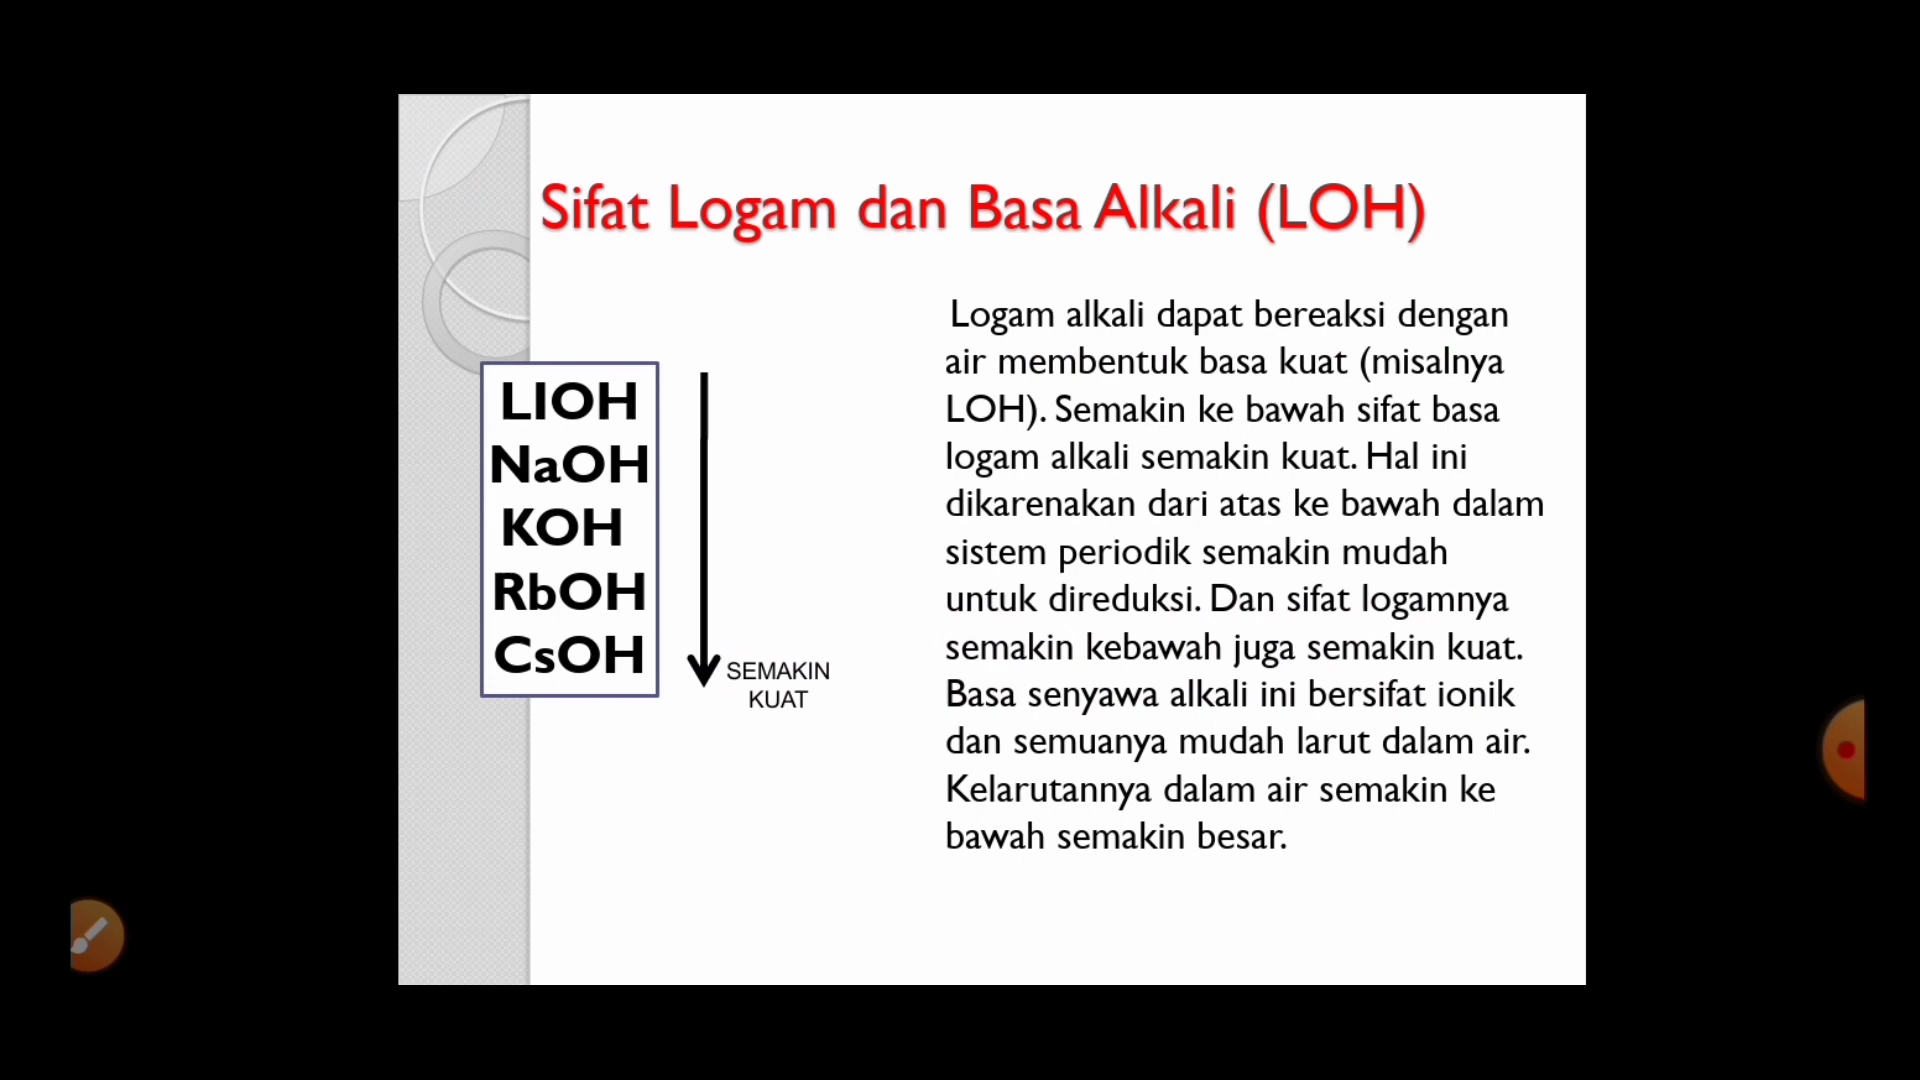 Sifat Logam dan Basa Alkali (LOH)
LIOH
NaOH
KOH
RbOH
CsOH
SEMAKIN
KUAT
Logam alkali dapat bereaksi dengan
air membentuk basa kuat (misalnya
LOH). Semakin ke bawah sifat basa
logam alkali semakin kuat. Hal ini
dikarenakan dari atas ke bawah dalam
sistem periodik semakin mudah
untuk direduksi. Dan sifat logamnya
semakin kebawah juga semakin kuat.
Basa senyawa alkali ini bersifat ionik
dan semuanya mudah larut dalam air.
Kelarutannya dalam air semakin ke
bawah semakin besar.